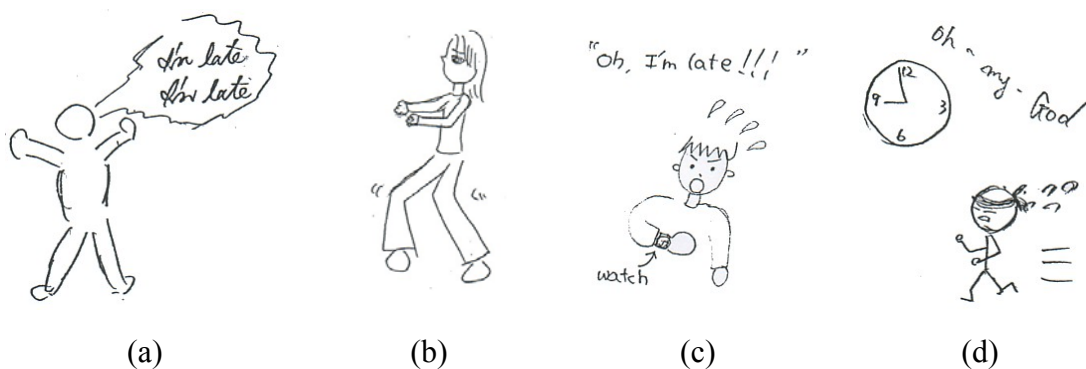 I'm late
I'm late
"Oh, I'm late!!!"
watch
Oh - my - God
12
9
3
6
(a)
(b)
(c)
(d)